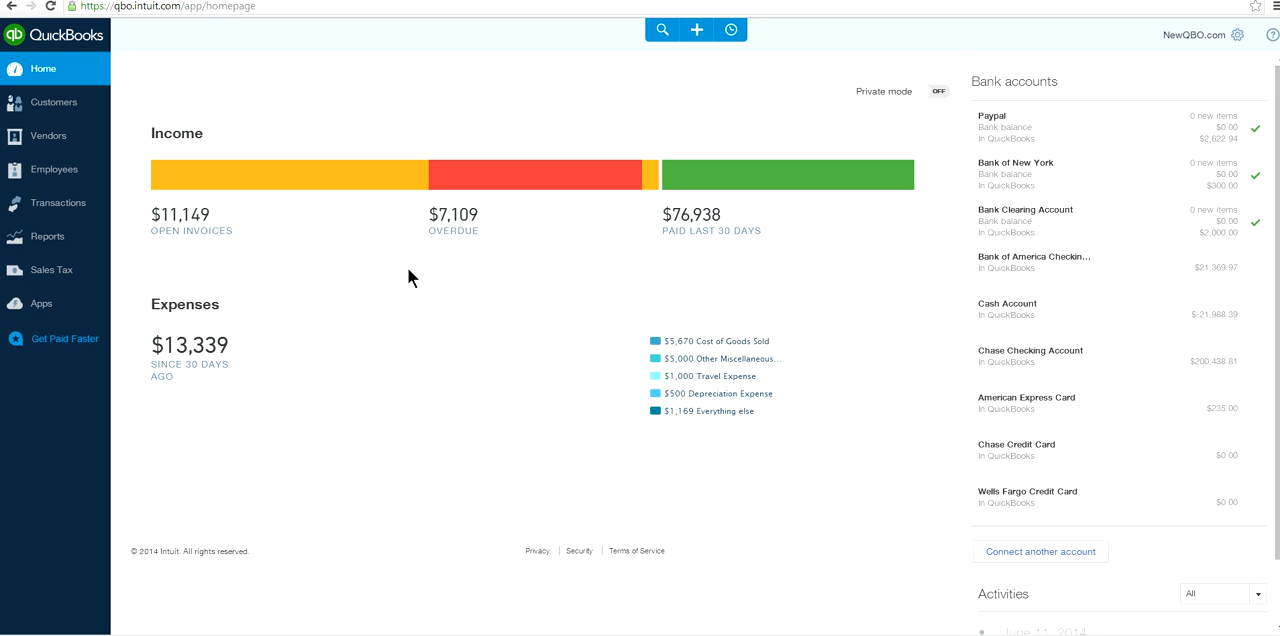 https://qbo.intuit.com/app/homepage
qb QuickBooks
NewQBO.com
?
Home
Customers
Vendors
Employees
Transactions
Reports
Sales Tax
Apps
Get Paid Faster
Private mode OFF
Income
$11,149
OPEN INVOICES
$7,109
OVERDUE
$76,938
PAID LAST 30 DAYS
Expenses
$13,339
SINCE 30 DAYS
AGO
$5,670 Cost of Goods Sold
$5,000 Other Miscellaneous...
$1,000 Travel Expense
$500 Depreciation Expense
$1,169 Everything else
© 2014 Intuit. All rights reserved.
Privacy | Security | Terms of Service
Bank accounts
Paypal 0 new items
Bank balance $0.00
In QuickBooks $2,622.94
Bank of New York 0 new items
Bank balance $0.00
In QuickBooks $300.00
Bank Clearing Account 0 new items
Bank balance $0.00
In QuickBooks $2,000.00
Bank of America Checkin...
In QuickBooks $21,369.97
Cash Account
In QuickBooks $-21,988.39
Chase Checking Account
In QuickBooks $200,438.81
American Express Card
In QuickBooks $235.00
Chase Credit Card
In QuickBooks $0.00
Wells Fargo Credit Card
In QuickBooks $0.00
Connect another account
Activities All
June 11, 2014